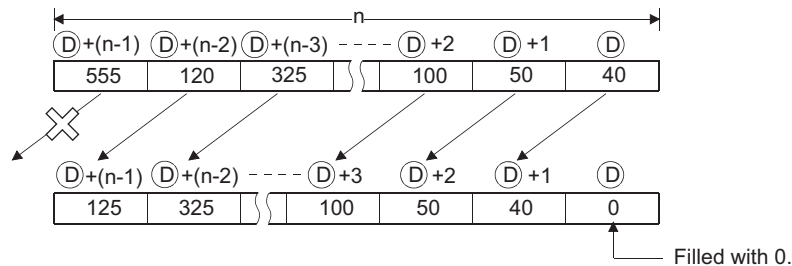 n
D+(n-1) D+(n-2) D+(n-3) D+2 D+1 D
555 120 325 100 50 40
D+(n-1) D+(n-2) D+3 D+2 D+1 D
125 325 100 50 40 0
Filled with 0.